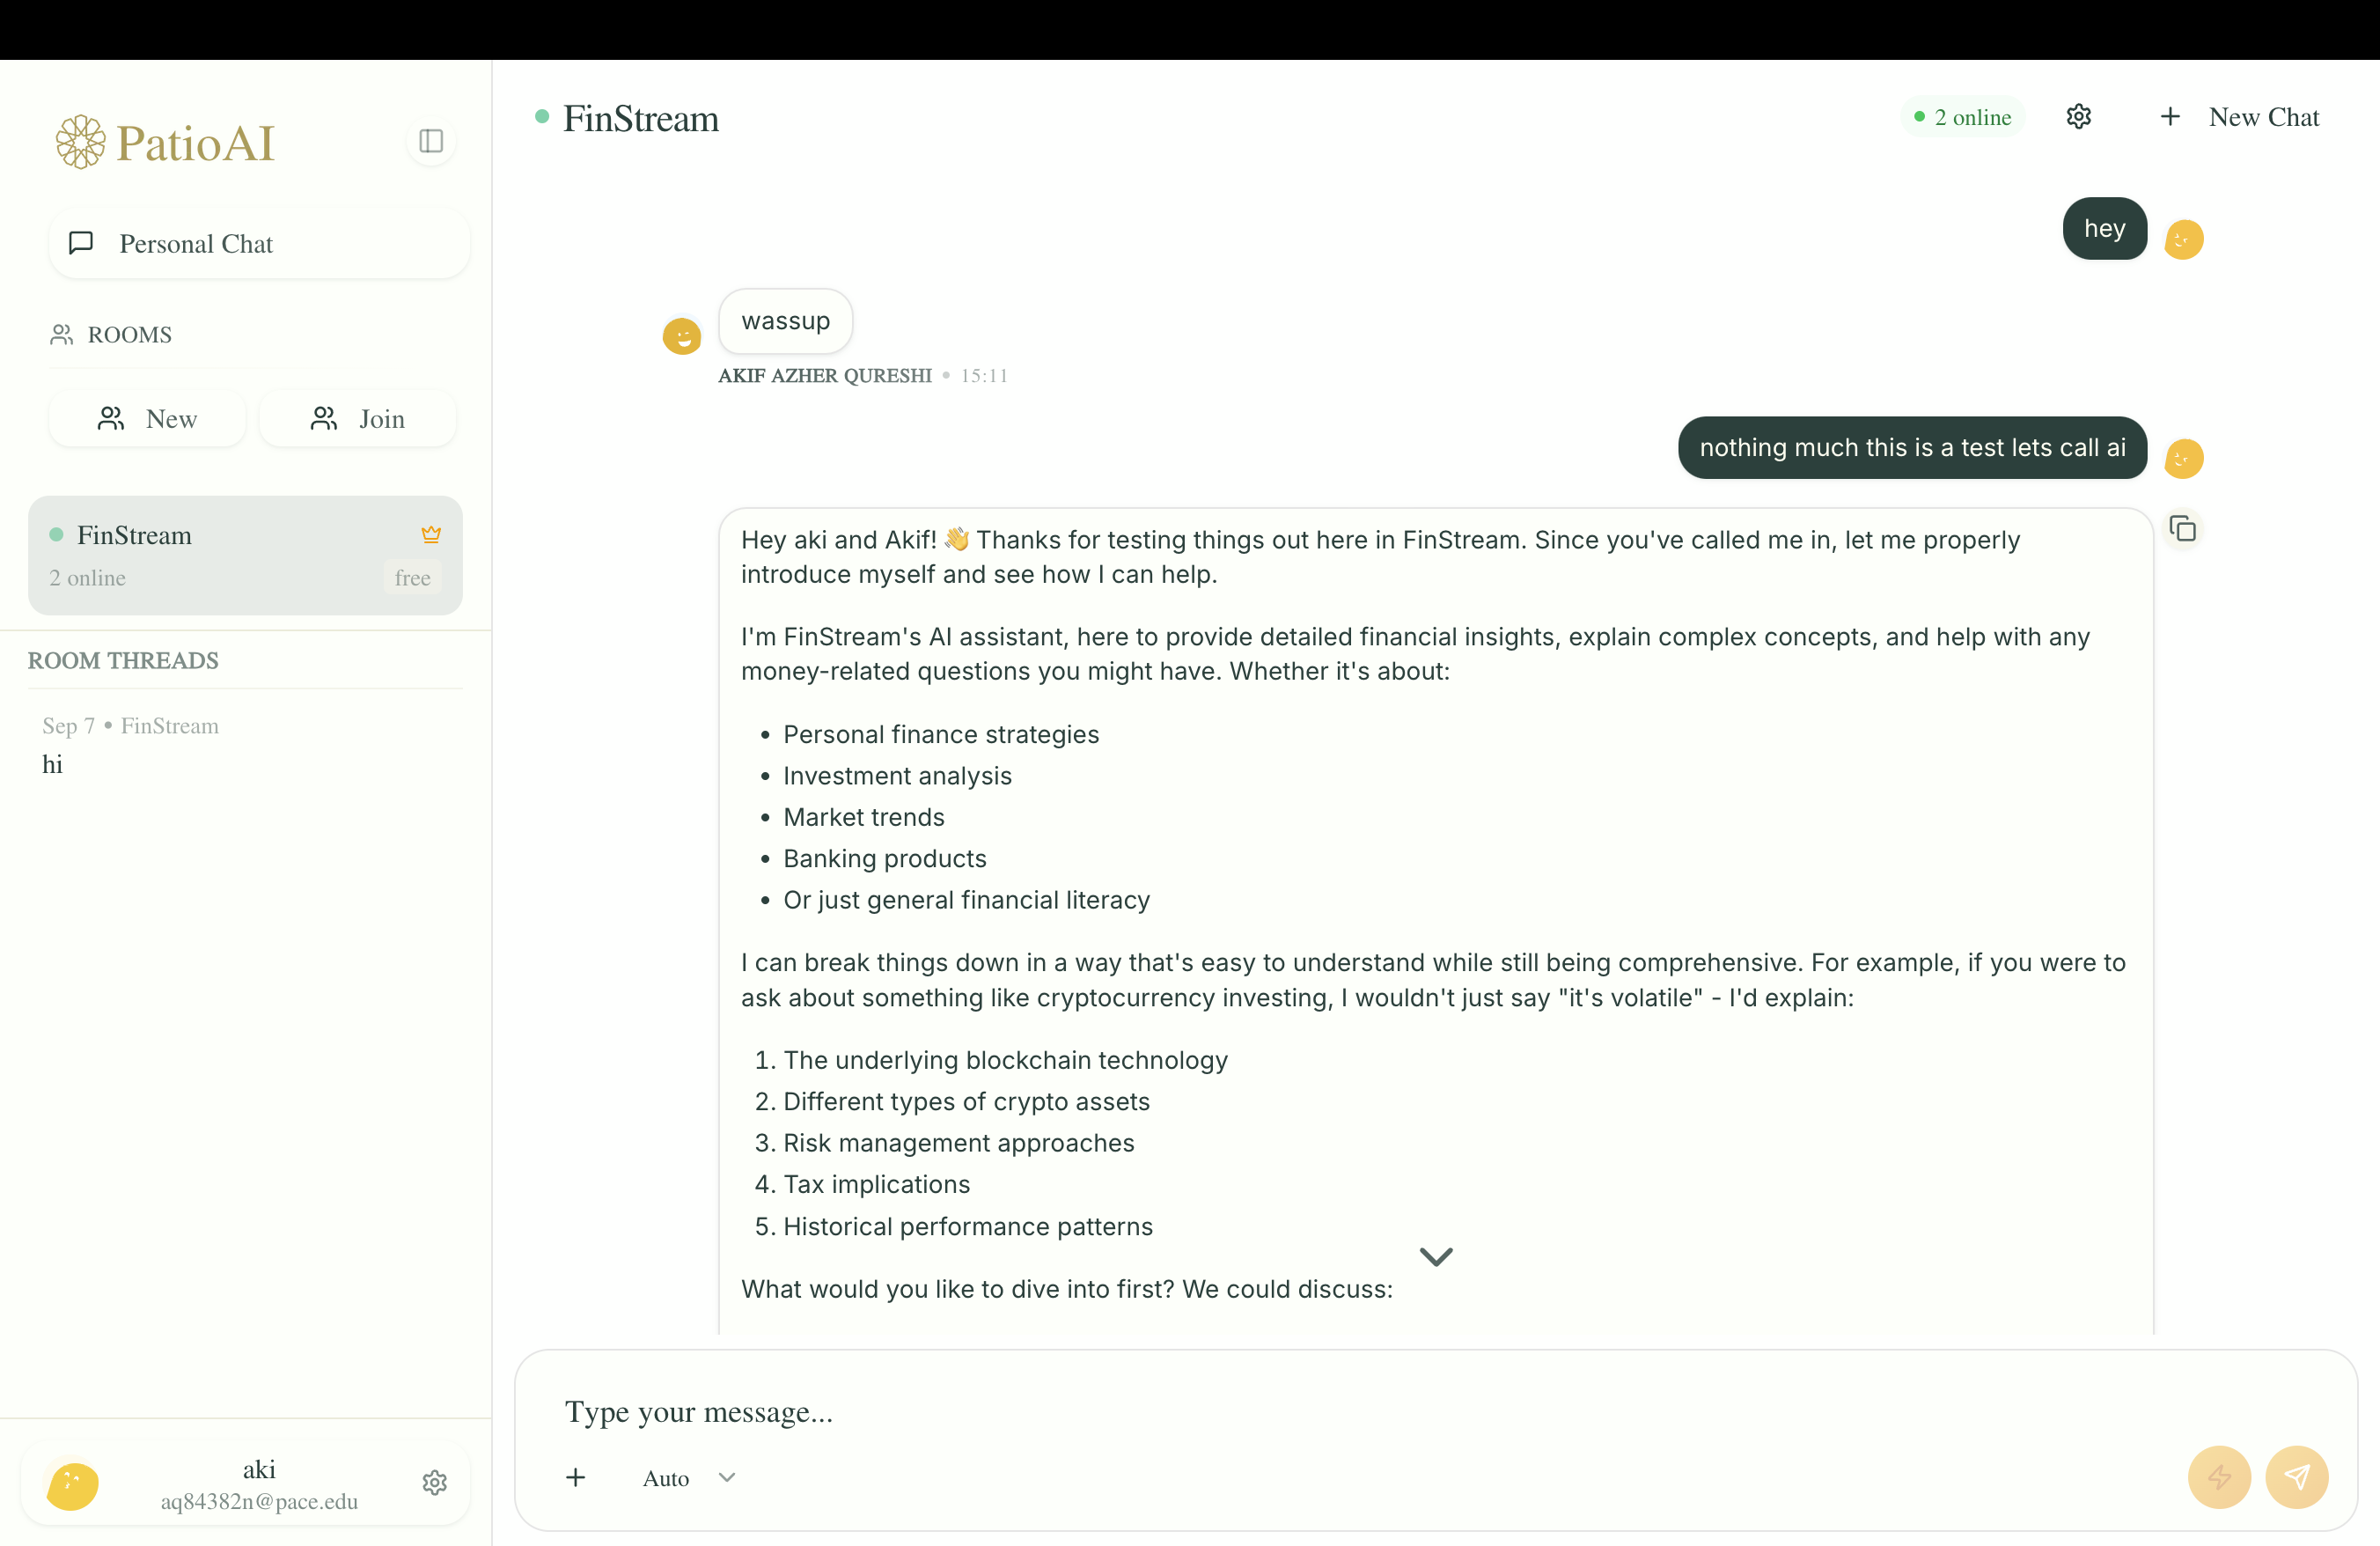 PatioAI
Personal Chat
ROOMS
New
Join
FinStream
2 online
free
ROOM THREADS
Sep 7 • FinStream
hi
aki
aq84382n@pace.edu
FinStream
2 online
New Chat
hey
wassup
AKIF AZHER QURESHI • 15:11
nothing much this is a test lets call ai
Hey aki and Akif! 👋 Thanks for testing things out here in FinStream. Since you've called me in, let me properly
introduce myself and see how I can help.
I'm FinStream's AI assistant, here to provide detailed financial insights, explain complex concepts, and help with any
money-related questions you might have. Whether it's about:
• Personal finance strategies
• Investment analysis
• Market trends
• Banking products
• Or just general financial literacy
I can break things down in a way that's easy to understand while still being comprehensive. For example, if you were to
ask about something like cryptocurrency investing, I wouldn't just say "it's volatile" - I'd explain:
1. The underlying blockchain technology
2. Different types of crypto assets
3. Risk management approaches
4. Tax implications
5. Historical performance patterns
What would you like to dive into first? We could discuss:
Type your message...
Auto